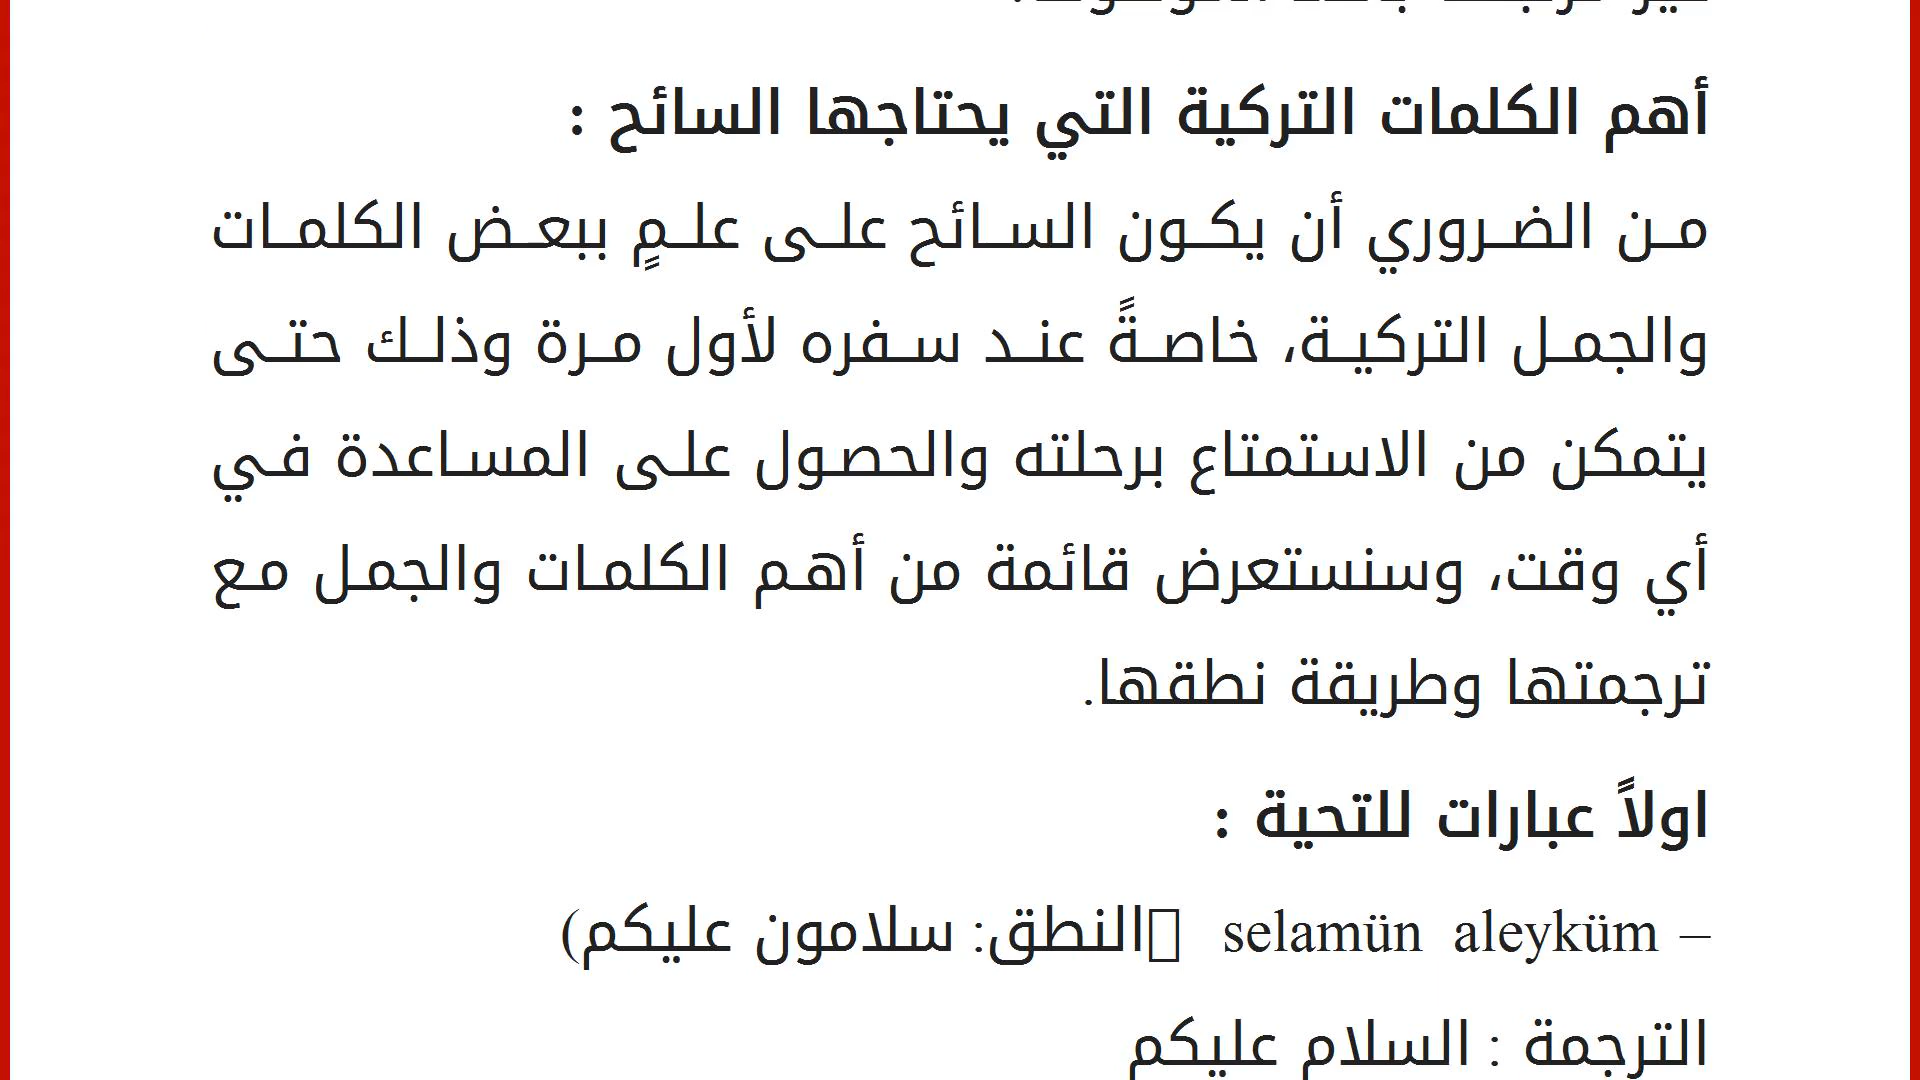 أهم الكلمات التركية التي يحتاجها السائح :
من الضروري أن يكون السائح على علمٍ ببعض الكلمات
والجمل التركية، خاصةً عند سفره لأول مرة وذلك حتى
يتمكن من الاستمتاع برحلته والحصول على المساعدة في
أي وقت، وسنستعرض قائمة من أهم الكلمات والجمل مع
ترجمتها وطريقة نطقها.
اولاً عبارات للتحية :
– selamün aleyküm النطق: سلامون عليكم)
الترجمة : السلام عليكم